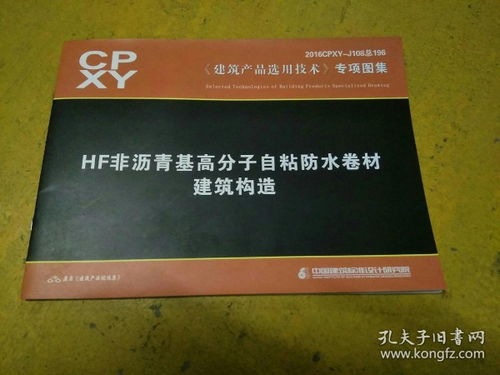 CP
XY
2016CPXY-J108总196
《建筑产品选用技术》专项图集
Selected Technologies of Building Products Specialized Drawing
HF非沥青基高分子自粘防水卷材
建筑构造
中国建筑标准设计研究院
孔夫子旧书网
www.kongfz.com